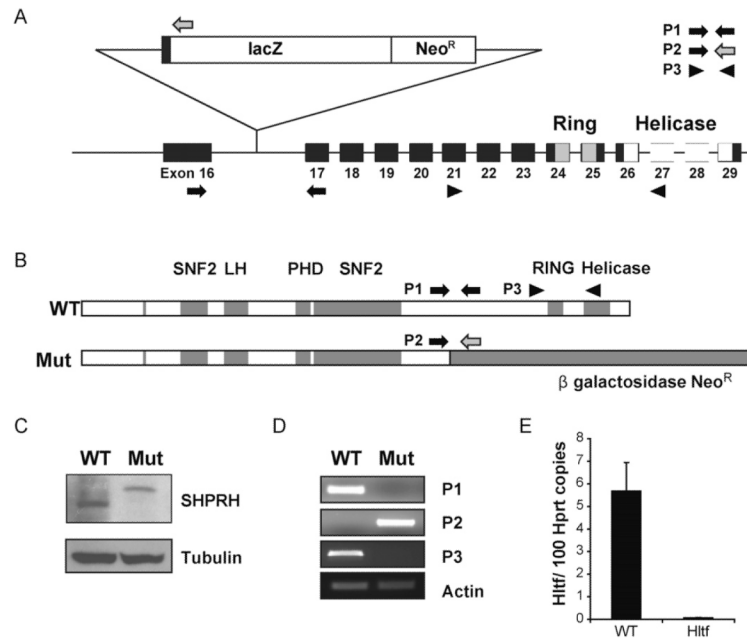 A
lacZ
Neo^R
P1
P2
P3
Ring
Helicase
Exon 16
17 18 19 20 21 22 23 24 25 26 27 28 29
B
SNF2 LH PHD SNF2 P1 P3 RING Helicase
WT
P2
Mut
β galactosidase Neo^R
C
WT Mut
SHPRH
Tubulin
D
WT Mut
P1
P2
P3
Actin
E
Hltf/ 100 Hprt copies
8
7
6
5
4
3
2
1
0
WT Hltf